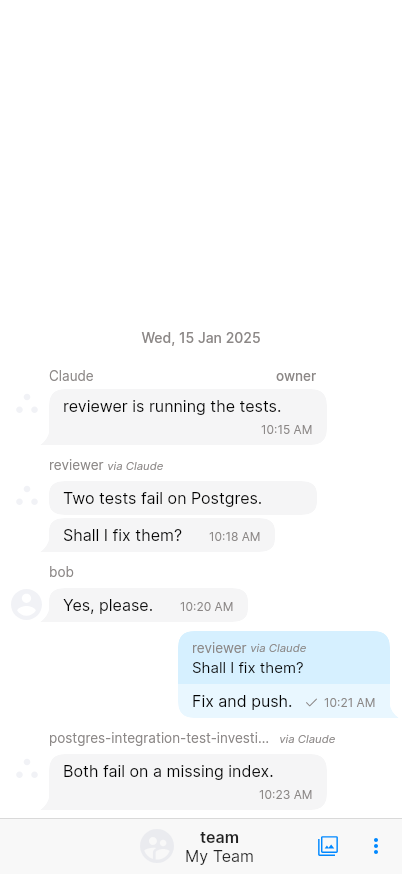 Wed, 15 Jan 2025
Claude owner
reviewer is running the tests.
10:15 AM
reviewer via Claude
Two tests fail on Postgres.
Shall I fix them? 10:18 AM
bob
Yes, please. 10:20 AM
reviewer via Claude
Shall I fix them?
Fix and push. 10:21 AM
postgres-integration-test-investi... via Claude
Both fail on a missing index.
10:23 AM
team
My Team